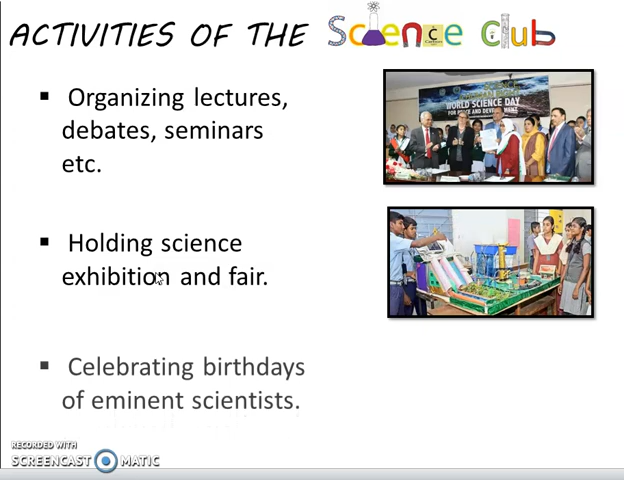 ACTIVITIES OF THE Science Club
▪ Organizing lectures,
debates, seminars
etc.
WORLD SCIENCE DAY
FOR PEACE AND DEVELOPMENT
▪ Holding science
exhibition and fair.
▪ Celebrating birthdays
of eminent scientists.
RECORDED WITH
SCREENCAST MATIC